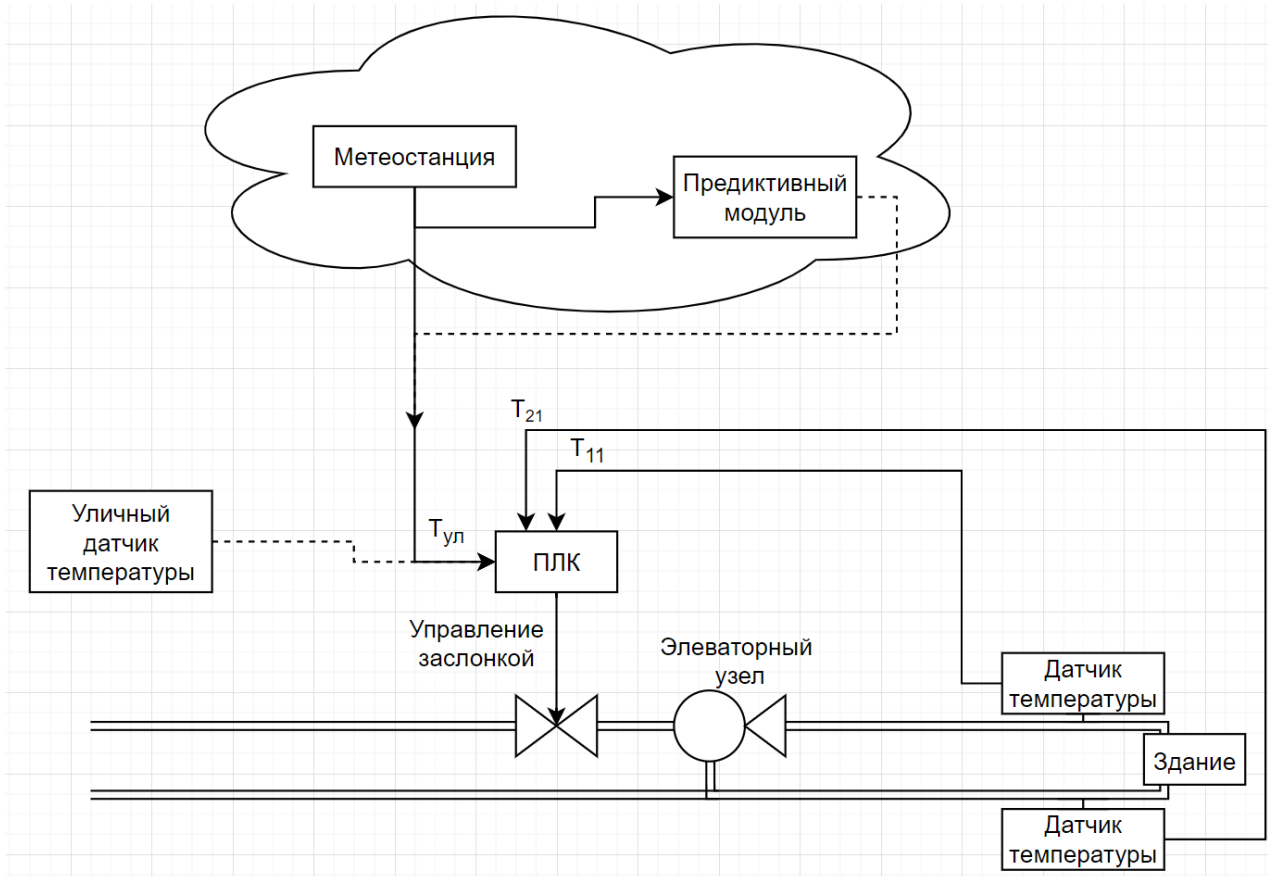 Метеостанция
Предиктивный
модуль
T21
T11
Уличный
датчик
температуры
Tул
ПЛК
Управление
заслонкой
Элеваторный
узел
Датчик
температуры
Здание
Датчик
температуры